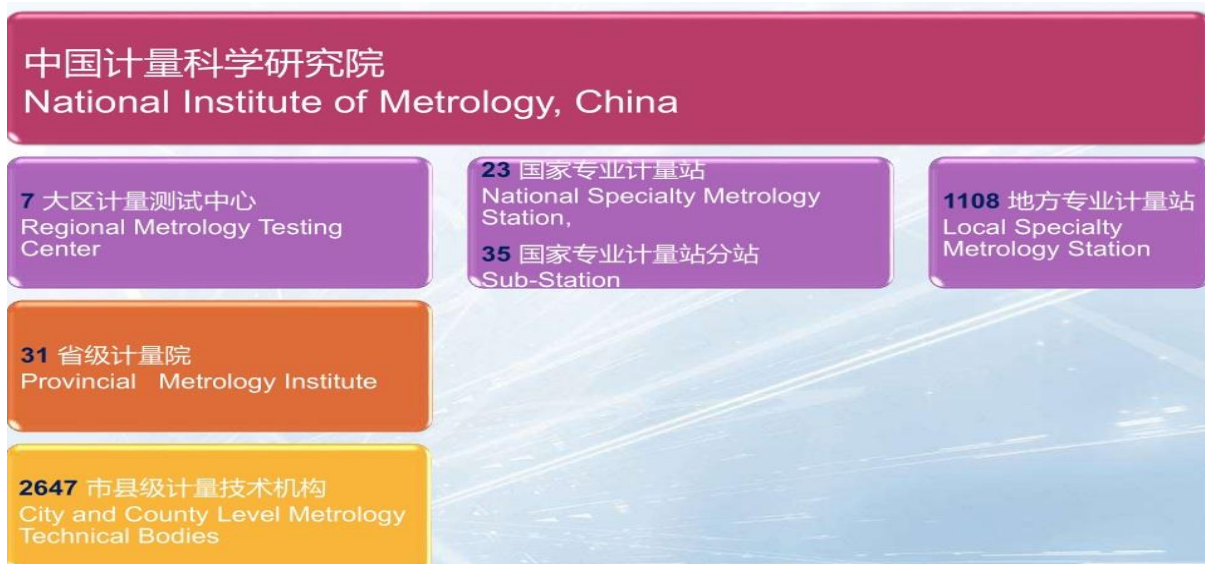 中国计量科学研究院
National Institute of Metrology, China
7 大区计量测试中心
Regional Metrology Testing
Center
23 国家专业计量站
National Specialty Metrology
Station,
35 国家专业计量站分站
Sub-Station
1108 地方专业计量站
Local Specialty
Metrology Station
31 省级计量院
Provincial Metrology Institute
2647 市县级计量技术机构
City and County Level Metrology
Technical Bodies